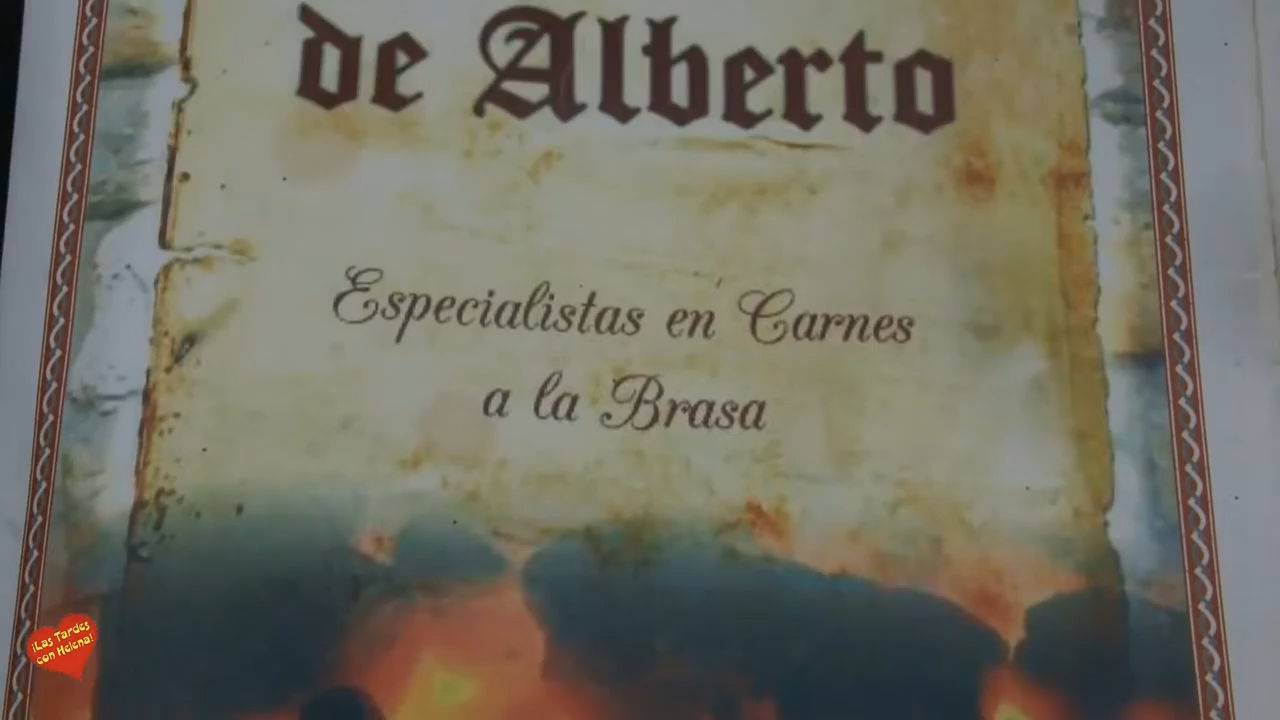 de Alberto
Especialistas en Carnes
a la Brasa
¡Las Tardes
con Helena!